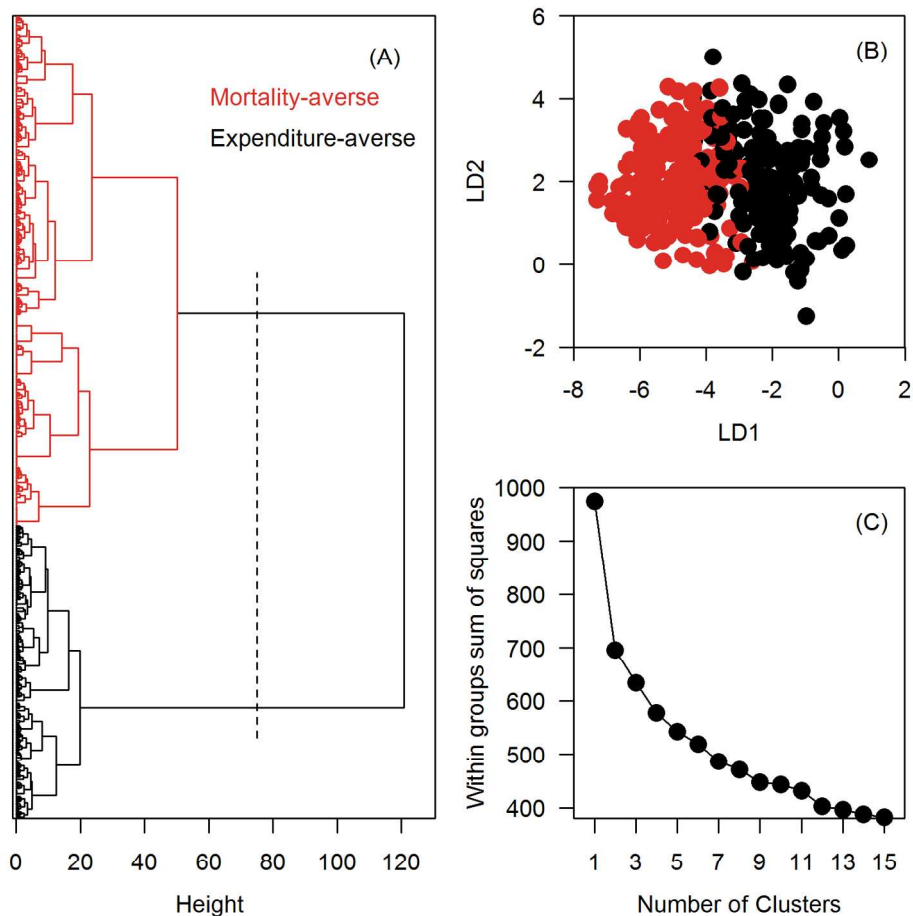 (A)
Mortality-averse
Expenditure-averse
0 20 40 60 80 100 120
Height
(B)
6
4
2
0
-2
LD2
-8 -6 -4 -2 0 2
LD1
(C)
1000
900
800
700
600
500
400
Within groups sum of squares
1 3 5 7 9 11 13 15
Number of Clusters